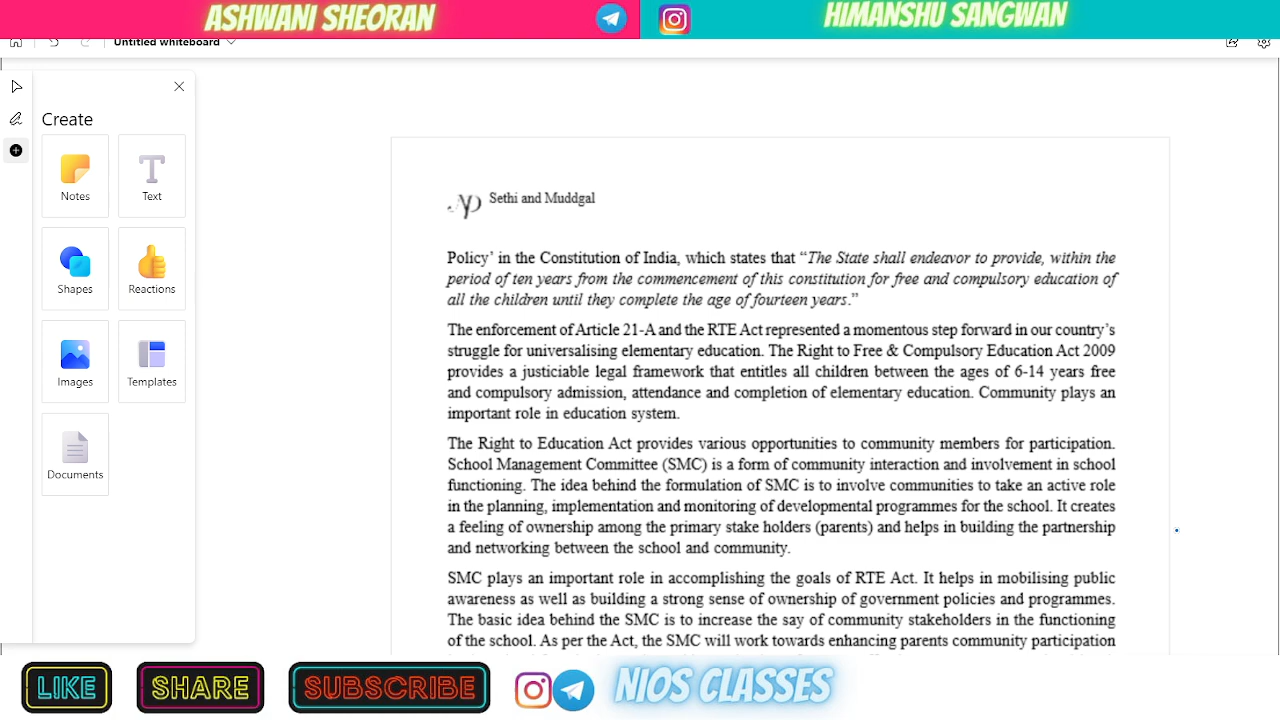 ASHWANI SHEORAN
HIMANSHU SANGWAN
Untitled whiteboard
Create
Notes
Text
Shapes
Reactions
Images
Templates
Documents
Sethi and Muddgal
Policy’ in the Constitution of India, which states that “The State shall endeavor to provide, within the
period of ten years from the commencement of this constitution for free and compulsory education of
all the children until they complete the age of fourteen years.”
The enforcement of Article 21-A and the RTE Act represented a momentous step forward in our country’s
struggle for universalising elementary education. The Right to Free & Compulsory Education Act 2009
provides a justiciable legal framework that entitles all children between the ages of 6-14 years free
and compulsory admission, attendance and completion of elementary education. Community plays an
important role in education system.
The Right to Education Act provides various opportunities to community members for participation.
School Management Committee (SMC) is a form of community interaction and involvement in school
functioning. The idea behind the formulation of SMC is to involve communities to take an active role
in the planning, implementation and monitoring of developmental programmes for the school. It creates
a feeling of ownership among the primary stake holders (parents) and helps in building the partnership
and networking between the school and community.
SMC plays an important role in accomplishing the goals of RTE Act. It helps in mobilising public
awareness as well as building a strong sense of ownership of government policies and programmes.
The basic idea behind the SMC is to increase the say of community stakeholders in the functioning
of the school. As per the Act, the SMC will work towards enhancing parents community participation
LIKE
SHARE
SUBSCRIBE
NIOS CLASSES